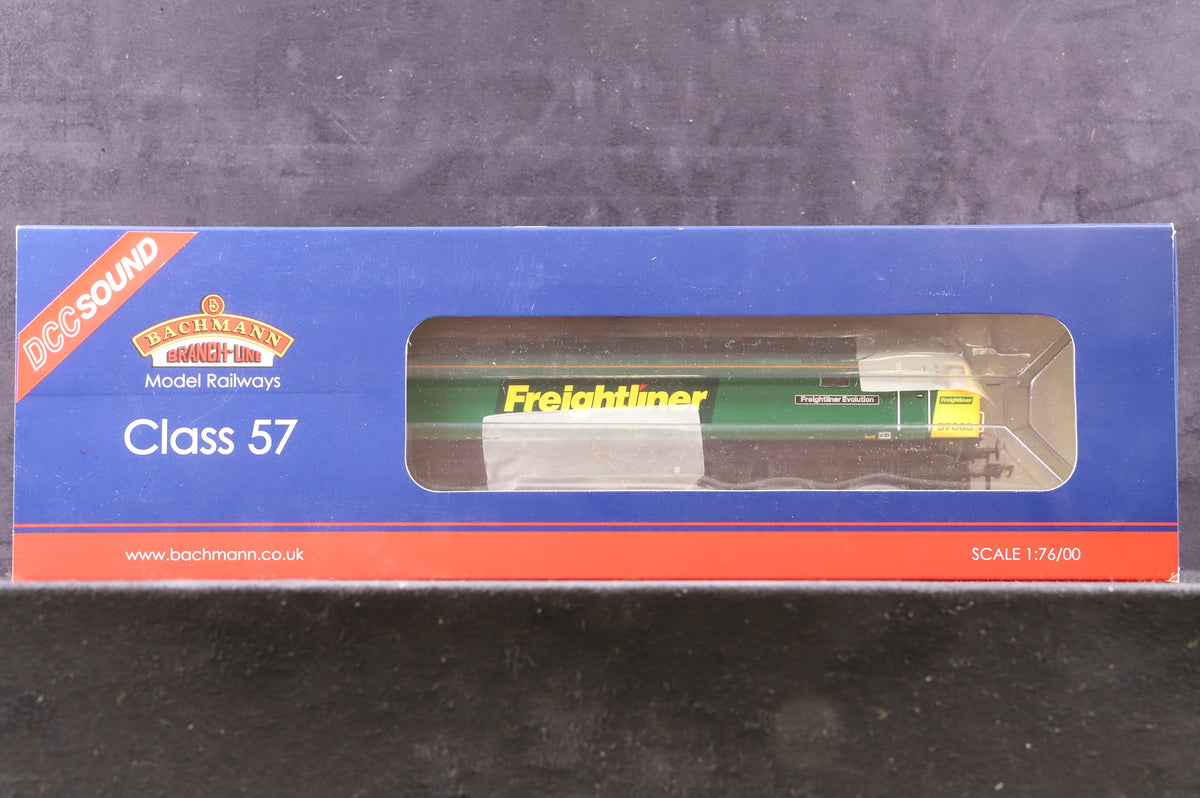 DCC SOUND
BACHMANN
BRANCH-LINE
Model Railways
Class 57
Freightliner
Freightliner Evolution
Freightliner
57003
www.bachmann.co.uk
SCALE 1:76/00